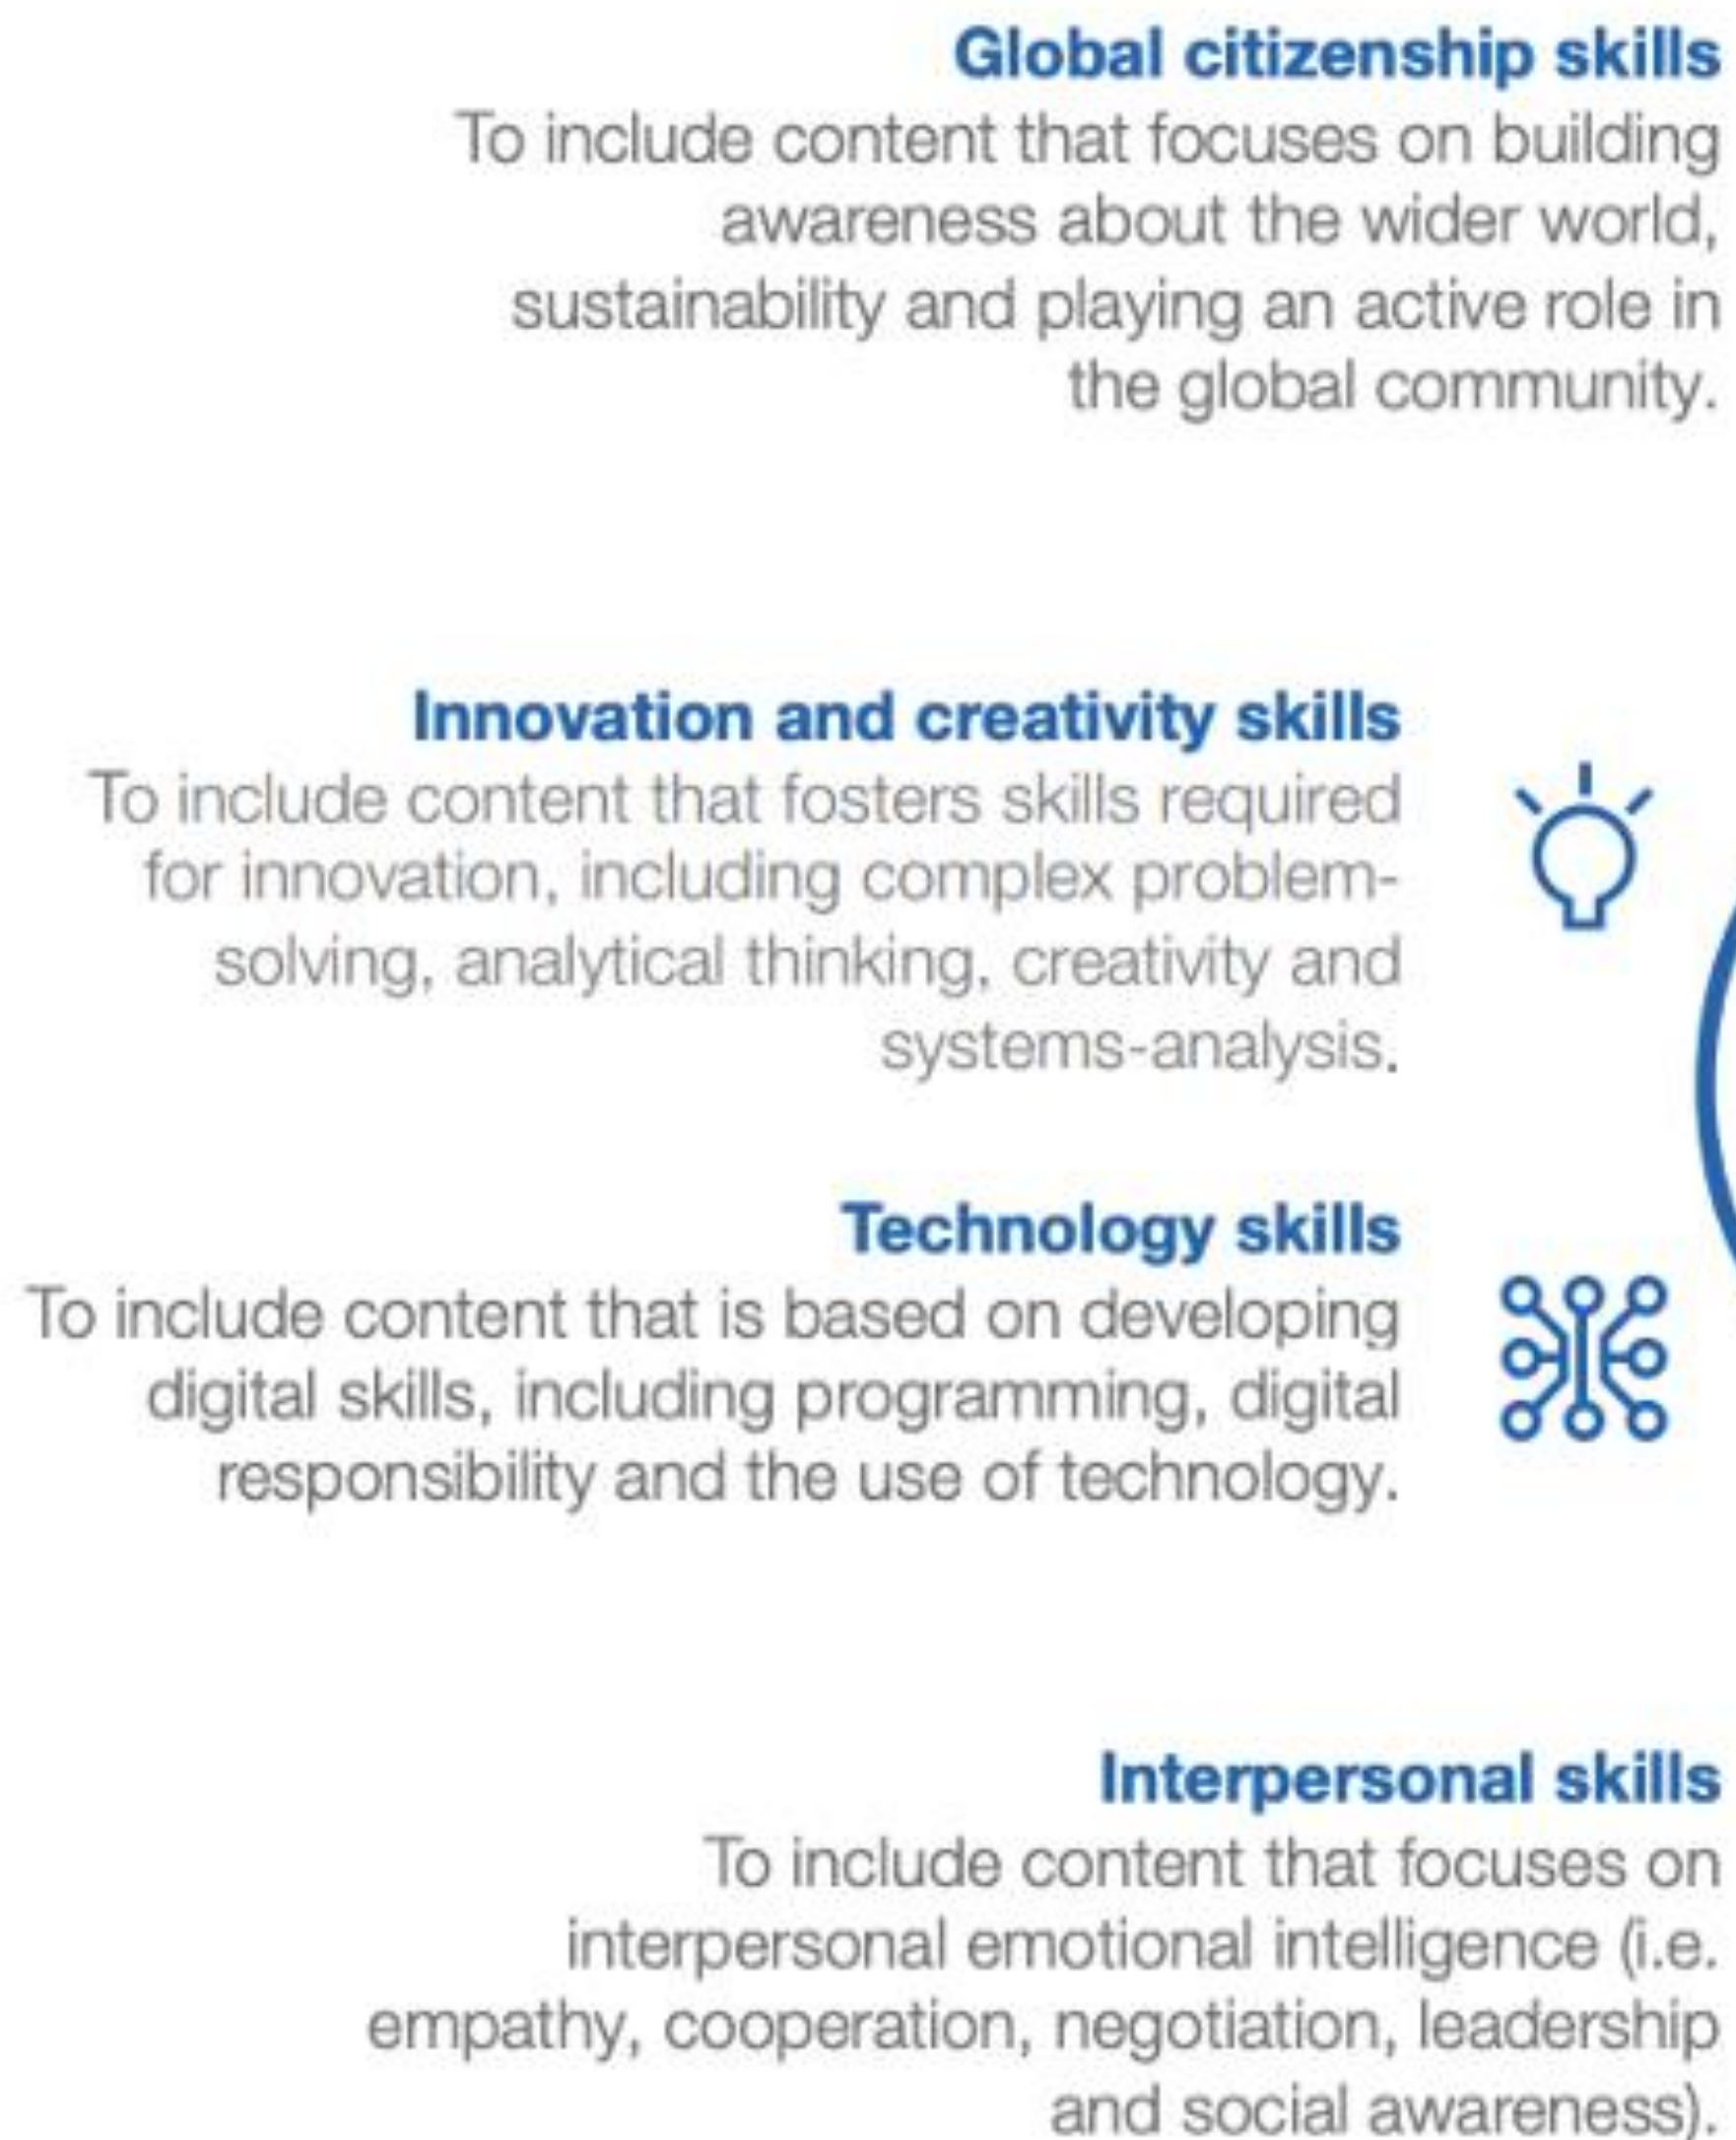 Global citizenship skills
To include content that focuses on building
awareness about the wider world,
sustainability and playing an active role in
the global community.
Innovation and creativity skills
To include content that fosters skills required
for innovation, including complex problem-
solving, analytical thinking, creativity and
systems-analysis.
Technology skills
To include content that is based on developing
digital skills, including programming, digital
responsibility and the use of technology.
Interpersonal skills
To include content that focuses on
interpersonal emotional intelligence (i.e.
empathy, cooperation, negotiation, leadership
and social awareness).